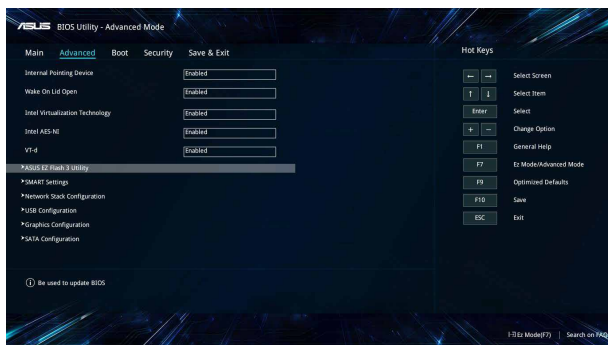 ASUS BIOS Utility - Advanced Mode
Main Advanced Boot Security Save & Exit
Hot Keys
Internal Pointing Device Enabled
Wake On Lid Open Enabled
Intel Virtualization Technology Enabled
Intel AES-NI Enabled
VT-d Enabled
ASUS EZ Flash 3 Utility
SMART Settings
Network Stack Configuration
USB Configuration
Graphics Configuration
SATA Configuration
← → Select Screen
↑ ↓ Select Item
Enter Select
+ − Change Option
F1 General Help
F7 Ez Mode/Advanced Mode
F9 Optimized Defaults
F10 Save
ESC Exit
Be used to update BIOS
Ez Mode(F7) | Search on FAQ